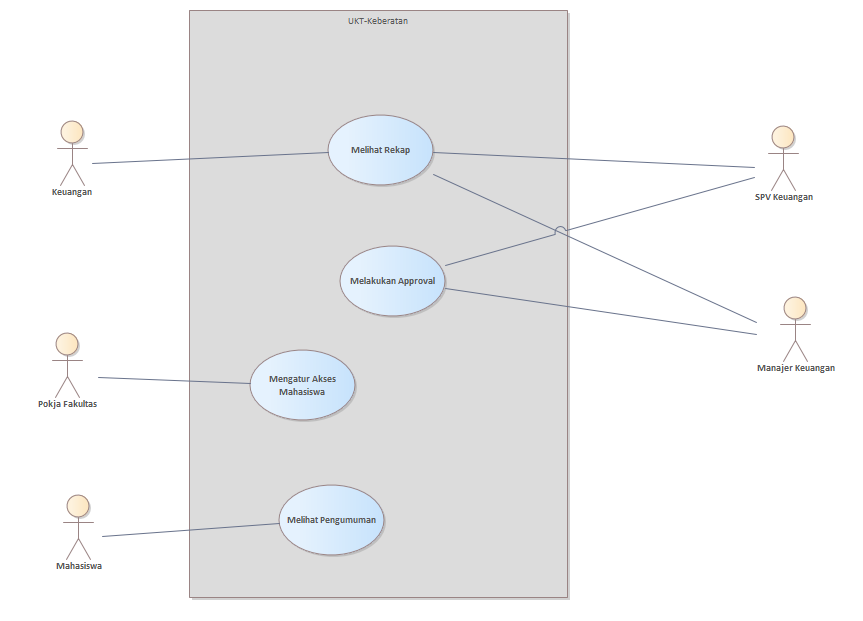 UKT-Keberatan
Melihat Rekap
Keuangan
SPV Keuangan
Melakukan Approval
Manajer Keuangan
Mengatur Akses
Mahasiswa
Pokja Fakultas
Melihat Pengumuman
Mahasiswa